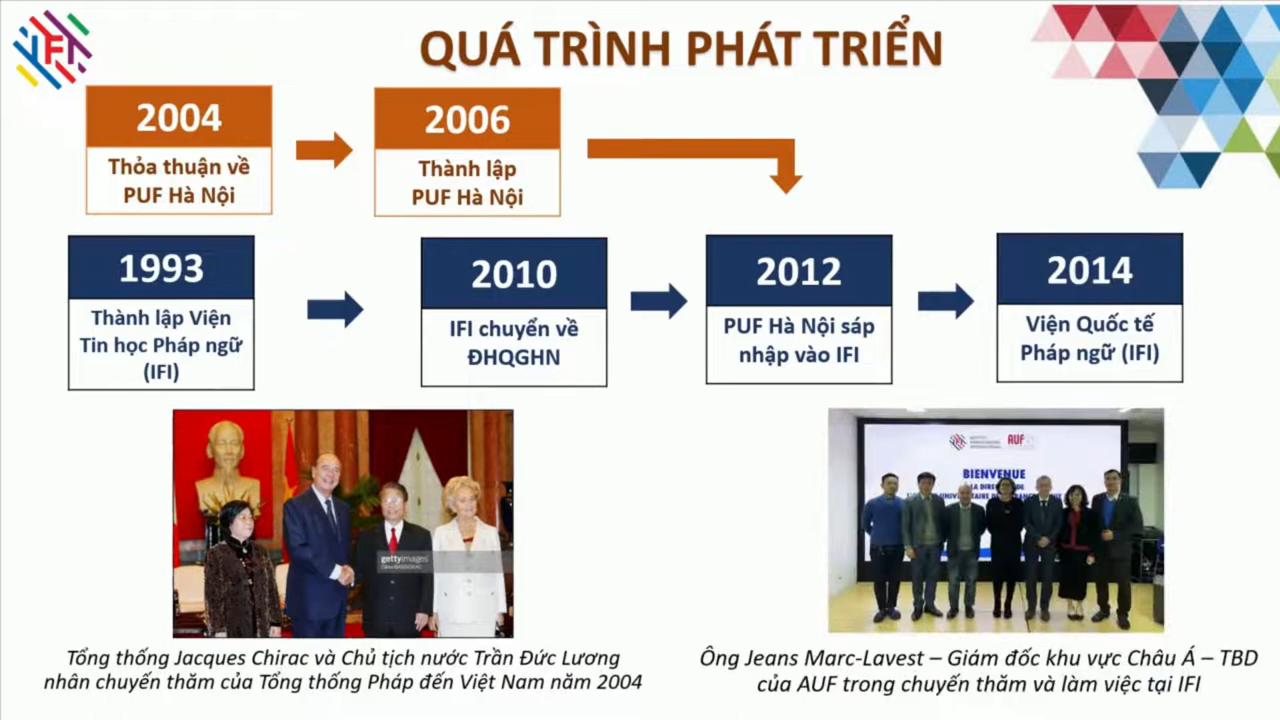 IFI
QUÁ TRÌNH PHÁT TRIỂN
2004
Thỏa thuận về
PUF Hà Nội
2006
Thành lập
PUF Hà Nội
1993
Thành lập Viện
Tin học Pháp ngữ
(IFI)
2010
IFI chuyển về
ĐHQGHN
2012
PUF Hà Nội sáp
nhập vào IFI
2014
Viện Quốc tế
Pháp ngữ (IFI)
gettyimages
AUF
BIENVENUE
LA DIRECT
DE
Tổng thống Jacques Chirac và Chủ tịch nước Trần Đức Lương
nhân chuyến thăm của Tổng thống Pháp đến Việt Nam năm 2004
Ông Jeans Marc-Lavest – Giám đốc khu vực Châu Á – TBD
của AUF trong chuyến thăm và làm việc tại IFI